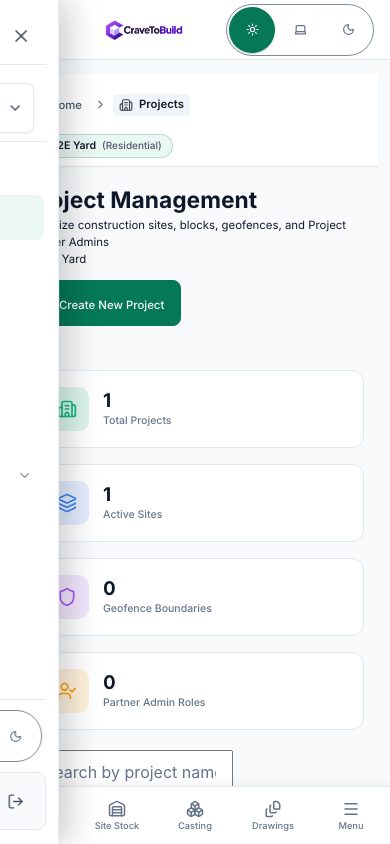 CraveToBuild
ome > Projects
2E Yard (Residential)
oject Management
ize construction sites, blocks, geofences, and Project
er Admins
Yard
Create New Project
1
Total Projects
1
Active Sites
0
Geofence Boundaries
0
Partner Admin Roles
earch by project name
Site Stock
Casting
Drawings
Menu